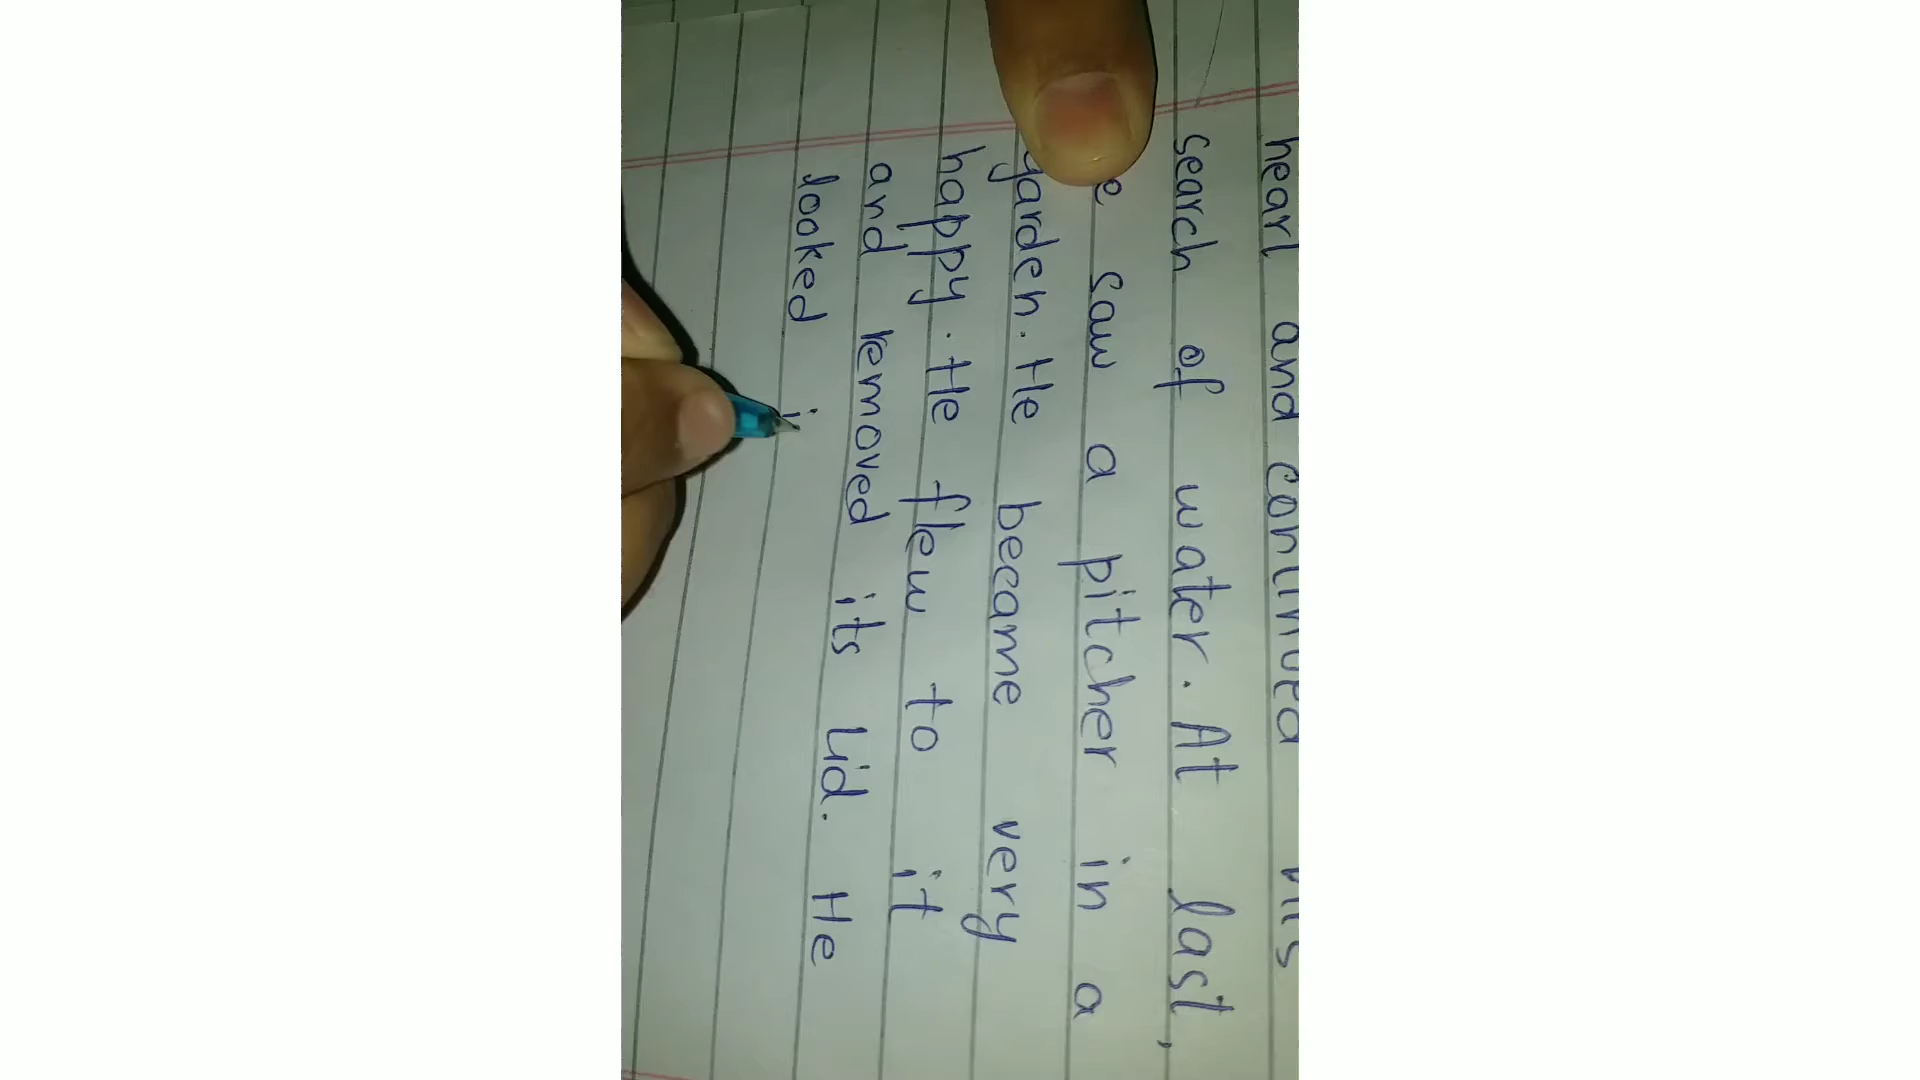 heart and continued his
search of water. At last,
saw a pitcher in a
garden. He became very
happy. He flew to it
and removed its Lid. He
looked i